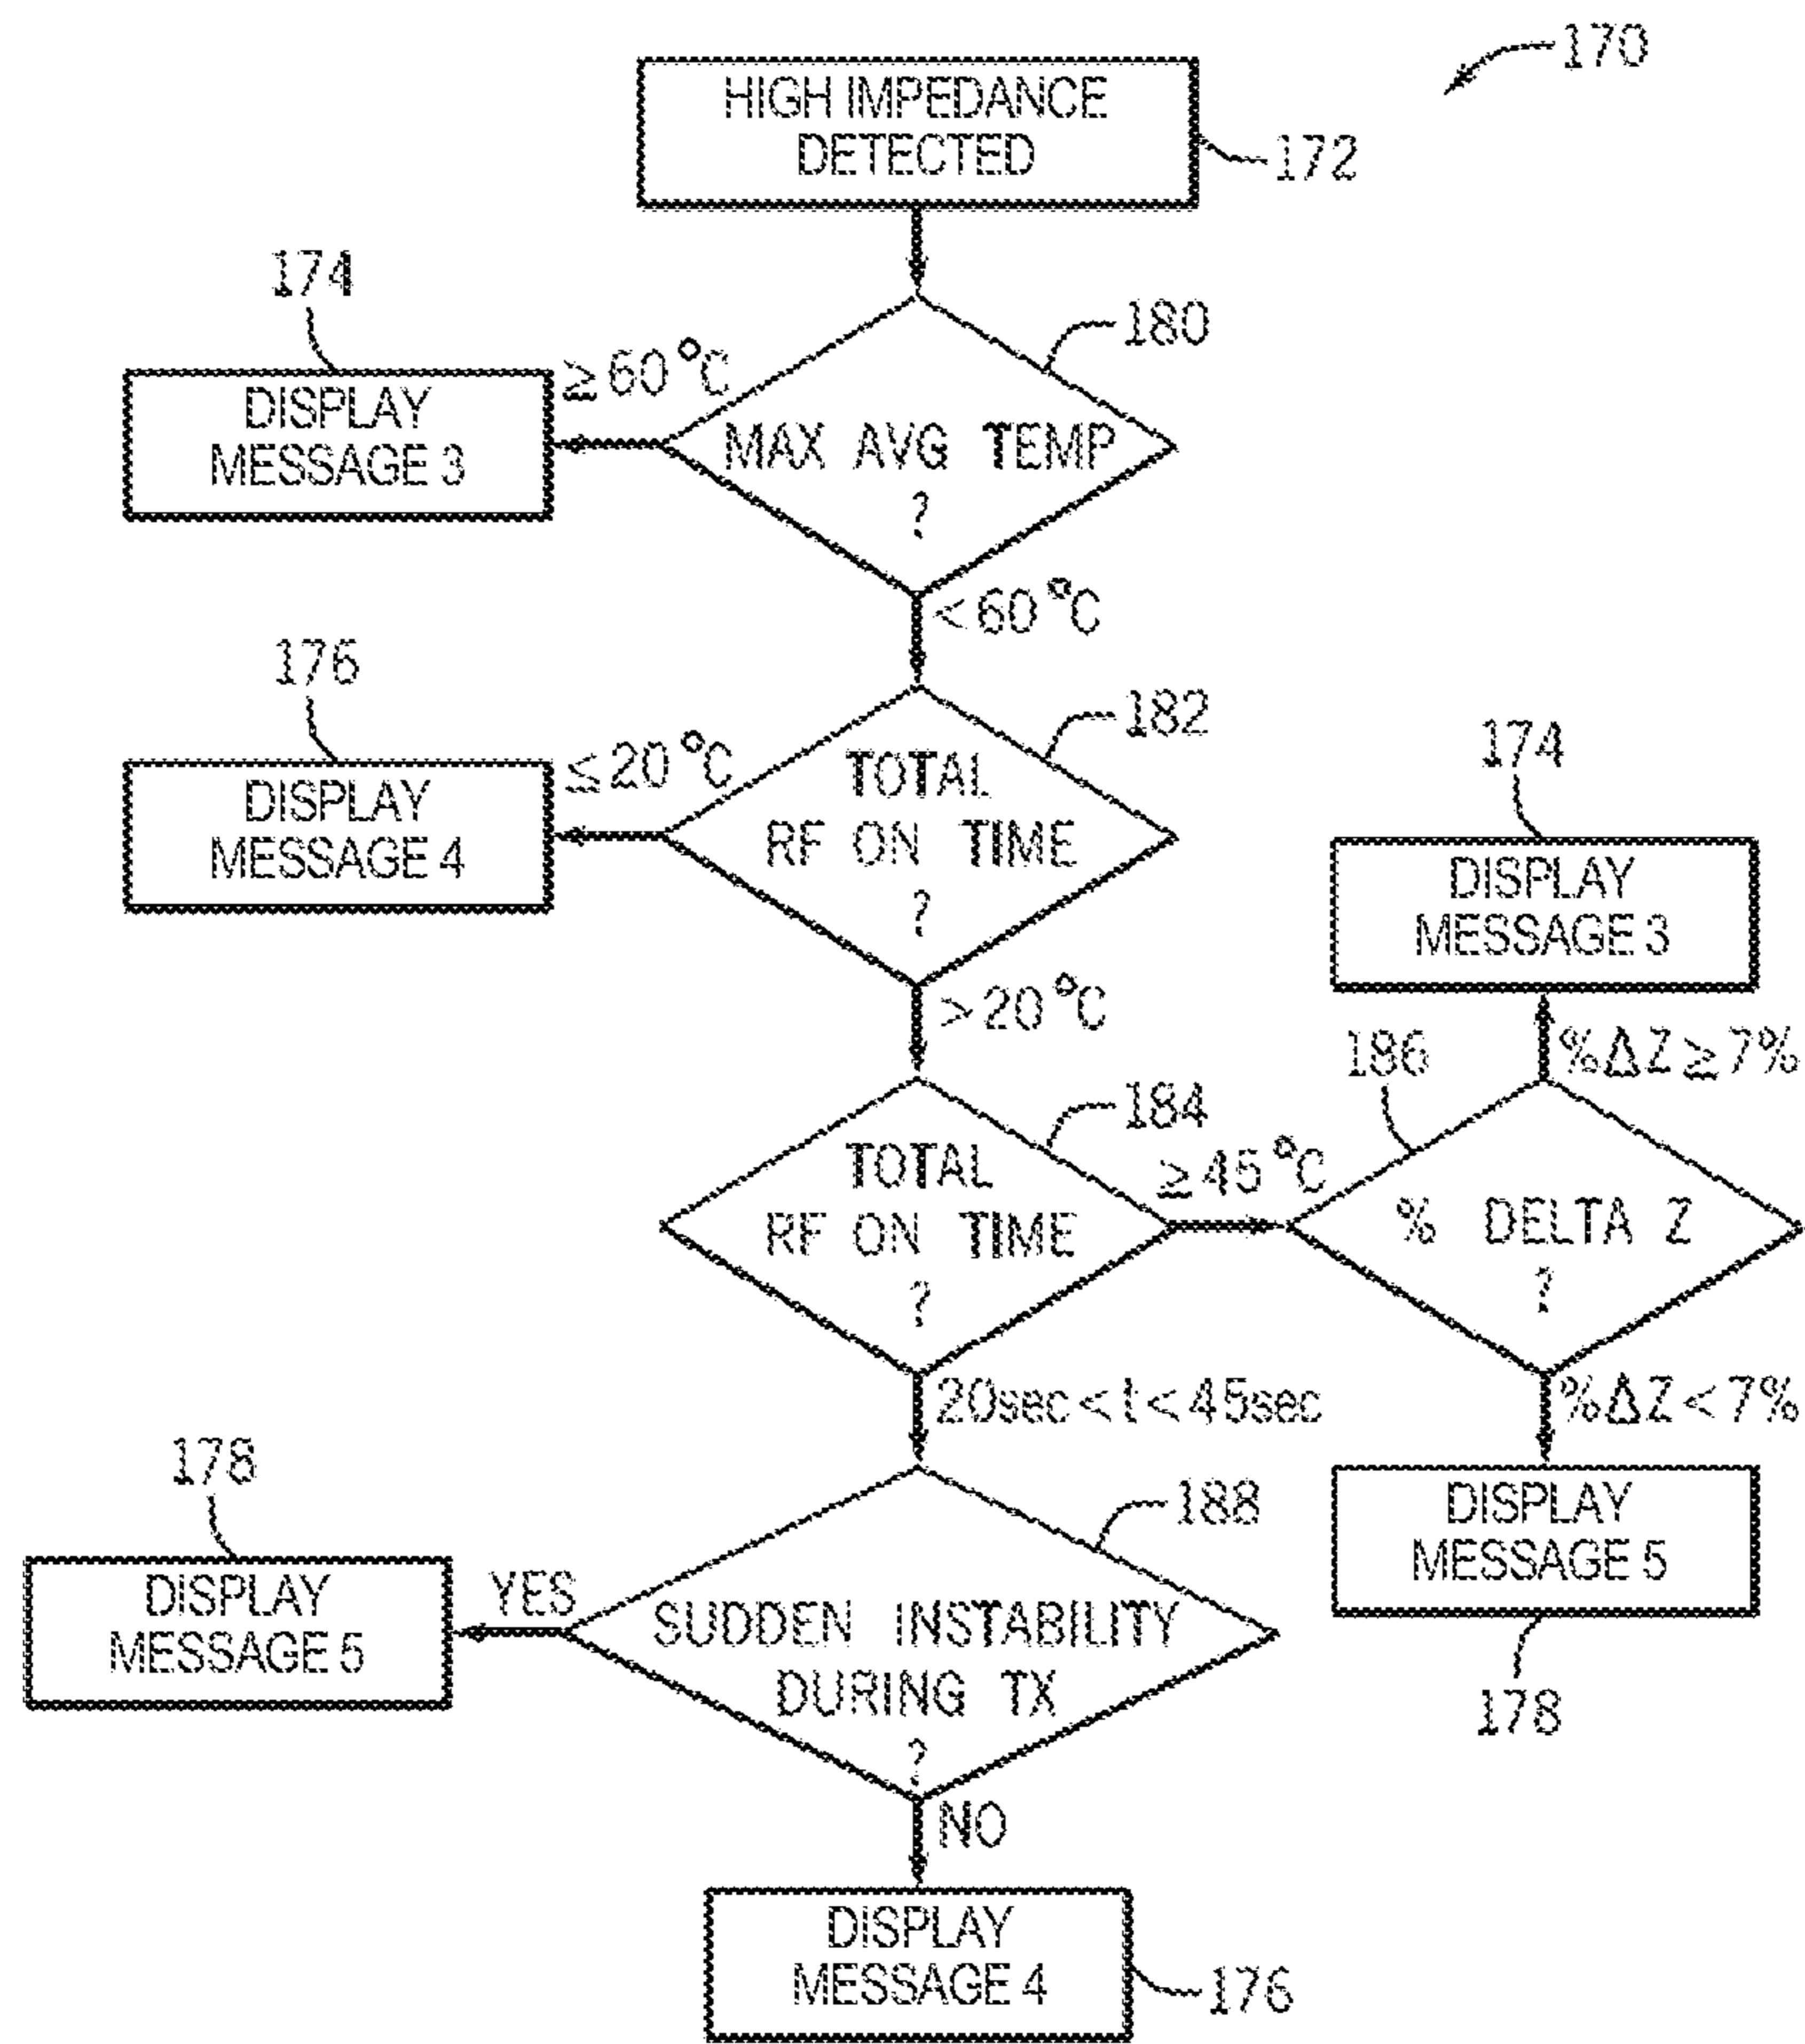 170
HIGH IMPEDANCE
DETECTED
172
174
180
≥60°C
DISPLAY
MESSAGE 3
MAX AVG TEMP
?
<60°C
176
182
≤20°C
DISPLAY
MESSAGE 4
TOTAL
RF ON TIME
?
174
DISPLAY
MESSAGE 3
>20°C
186
%ΔZ≥7%
184
≥45°C
TOTAL
RF ON TIME
?
% DELTA Z
?
20sec<t<45sec
%ΔZ<7%
178
188
DISPLAY
MESSAGE 5
YES
DISPLAY
MESSAGE 5
SUDDEN INSTABILITY
DURING TX
?
178
NO
DISPLAY
MESSAGE 4
176